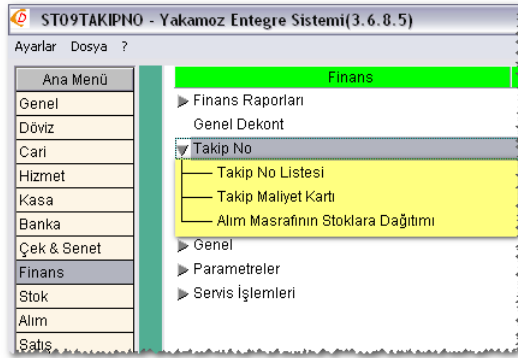 ST09TAKIPNO - Yakamoz Entegre Sistemi(3.6.8.5)
Ayarlar Dosya ?
Ana Menü
Genel
Döviz
Cari
Hizmet
Kasa
Banka
Çek & Senet
Finans
Stok
Alım
Satış
Finans
Finans Raporları
Genel Dekont
Takip No
Takip No Listesi
Takip Maliyet Kartı
Alım Masrafının Stoklara Dağıtımı
Genel
Parametreler
Servis İşlemleri